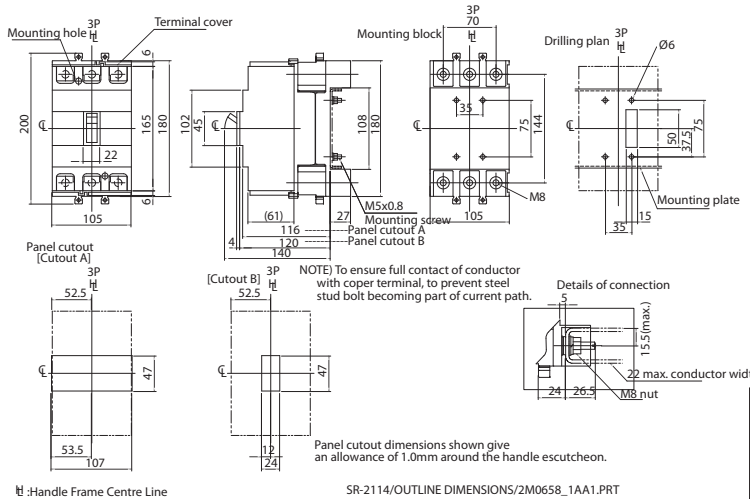 3P
HL
Mounting hole
Terminal cover
6
200
165
180
℄
22
6
105
102
45
℄
108
180
M5x0.8
Mounting screw
(61)
27
116
Panel cutout A
4
120
Panel cutout B
140
Mounting block
3P
HL
70
35
75
144
M8
105
Drilling plan
3P
HL
Ø6
℄
50
37.5
75
Mounting plate
15
35
Panel cutout
[Cutout A]
3P
HL
52.5
℄
47
53.5
107
[Cutout B]
3P
HL
52.5
℄
47
12
24
NOTE) To ensure full contact of conductor
with coper terminal, to prevent steel
stud bolt becoming part of current path.
Details of connection
5
15.5(max.)
22 max. conductor widt
24
26.5
M8 nut
Panel cutout dimensions shown give
an allowance of 1.0mm around the handle escutcheon.
HL :Handle Frame Centre Line
SR-2114/OUTLINE DIMENSIONS/2M0658_1AA1.PRT